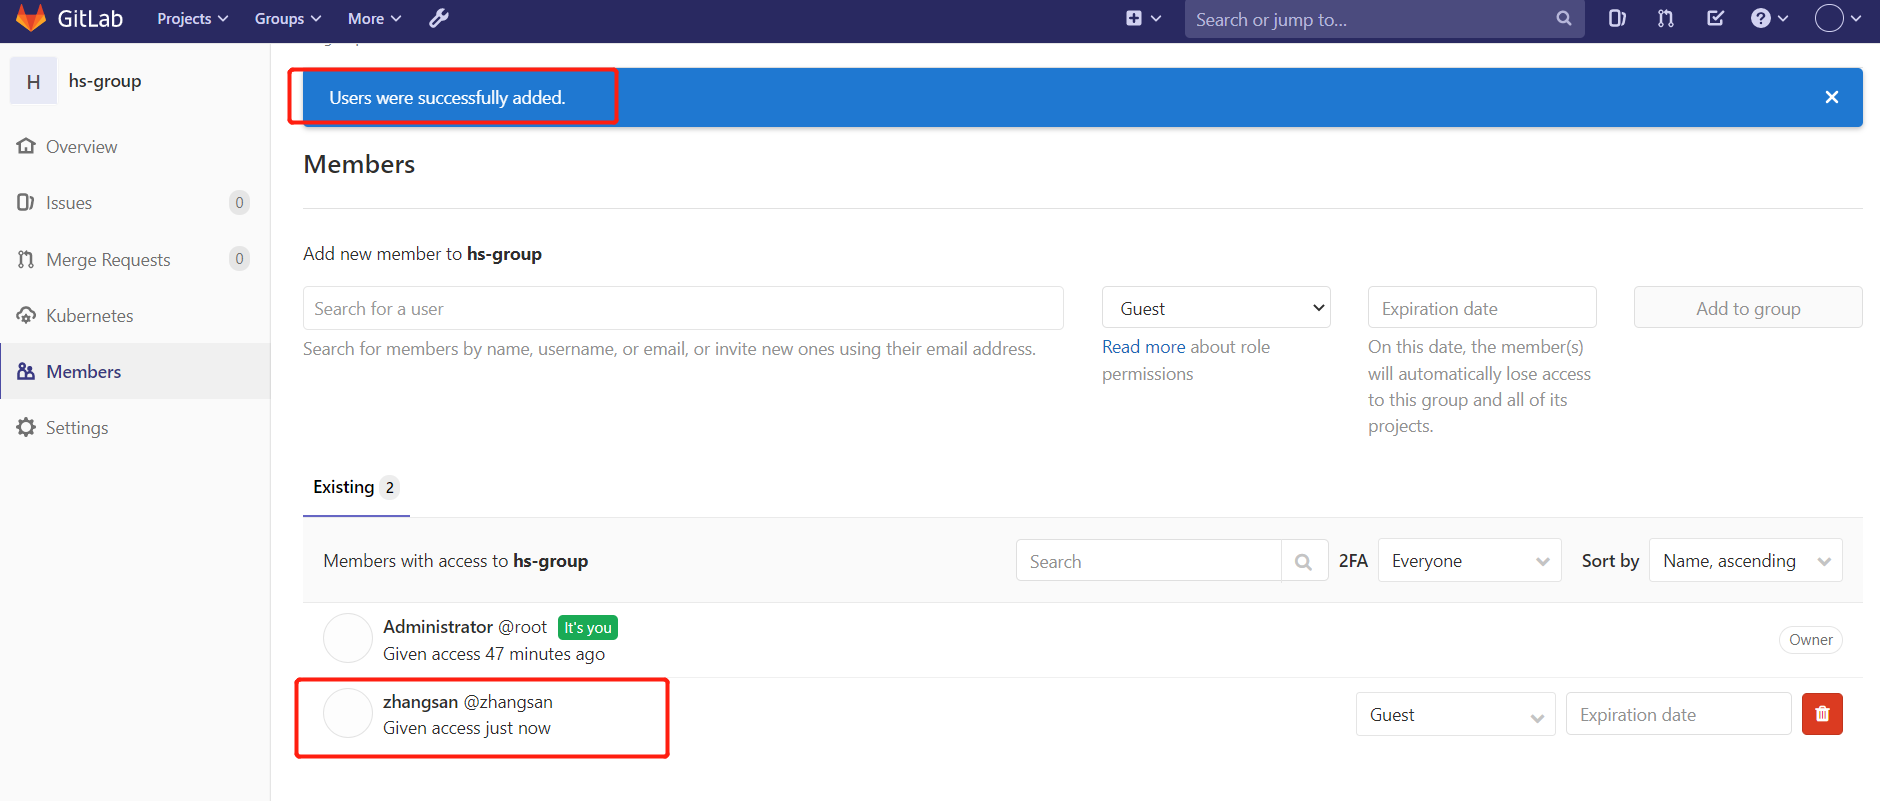 GitLab Projects Groups More Search or jump to...
H hs-group
Users were successfully added.
Overview
Members
Issues 0
Add new member to hs-group
Merge Requests 0
Search for a user Guest Expiration date Add to group
Kubernetes
Search for members by name, username, or email, or invite new ones using their email address.
Read more about role
permissions
On this date, the member(s)
will automatically lose access
to this group and all of its
projects.
Members
Settings
Existing 2
Members with access to hs-group Search 2FA Everyone Sort by Name, ascending
Administrator @root It's you
Given access 47 minutes ago
Owner
zhangsan @zhangsan
Given access just now
Guest Expiration date